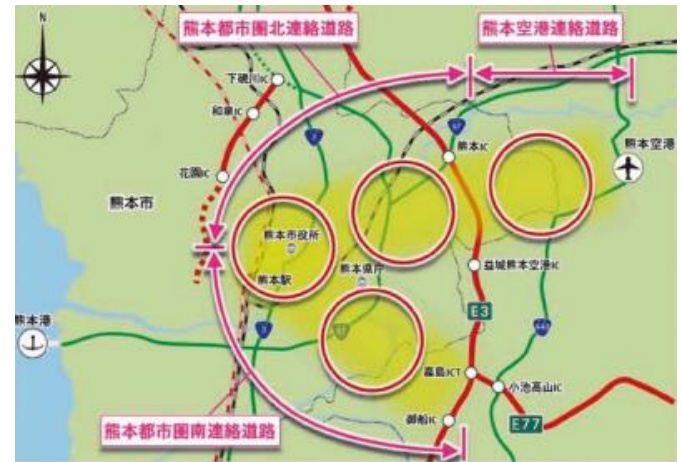 N
熊本都市圏北連絡道路
熊本空港連絡道路
下硯川IC
和泉IC
花園IC
3
57
熊本IC
熊本空港
熊本市
熊本市役所
熊本県庁
熊本駅
益城熊本空港IC
熊本港
3
57
E3
嘉島JCT
小池高山IC
御船IC
E77
熊本都市圏南連絡道路